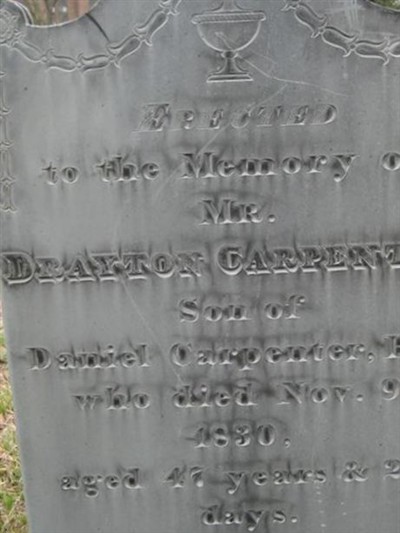 ERECTED
to the Memory o
MR.
DRAYTON CARPENT
Son of
Daniel Carpenter,
who died Nov. 9
1830,
aged 47 years & 2
days.